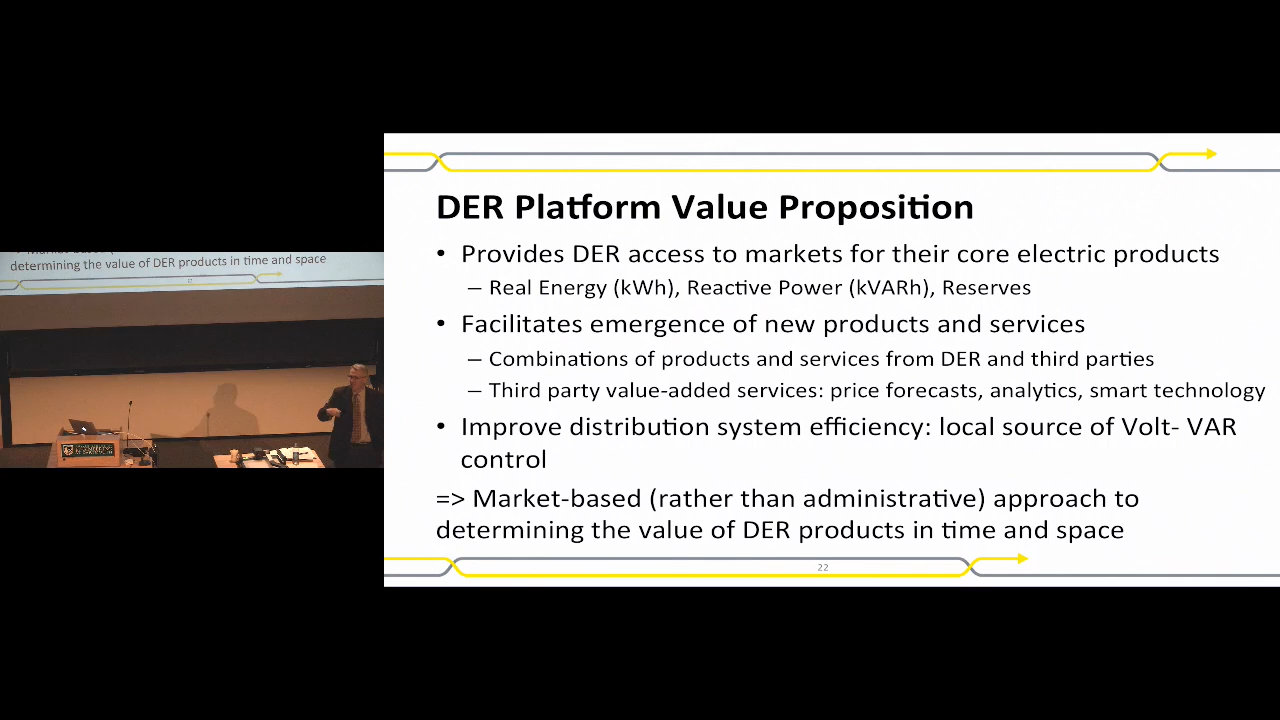 determining the value of DER products in time and space
DER Platform Value Proposition
• Provides DER access to markets for their core electric products
– Real Energy (kWh), Reactive Power (kVARh), Reserves
• Facilitates emergence of new products and services
– Combinations of products and services from DER and third parties
– Third party value-added services: price forecasts, analytics, smart technology
• Improve distribution system efficiency: local source of Volt- VAR
control
=> Market-based (rather than administrative) approach to
determining the value of DER products in time and space
22